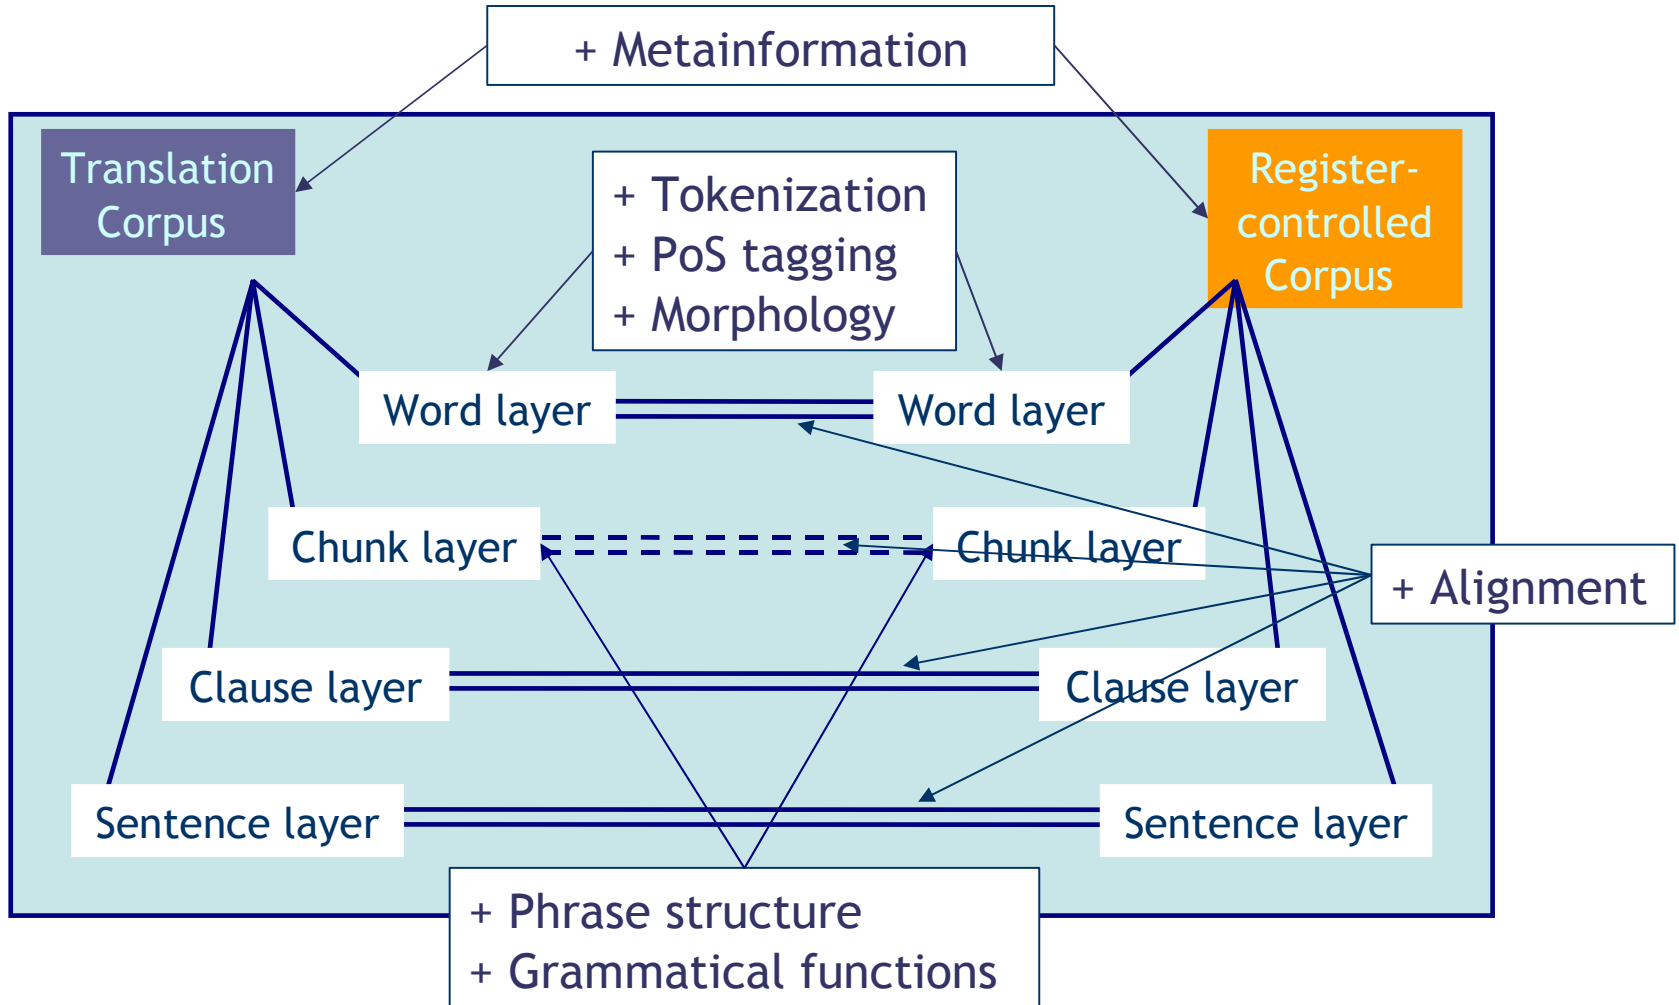 + Metainformation
Translation
Corpus
+ Tokenization
+ PoS tagging
+ Morphology
Register-
controlled
Corpus
Word layer
Word layer
Chunk layer
Chunk layer
+ Alignment
Clause layer
Clause layer
Sentence layer
Sentence layer
+ Phrase structure
+ Grammatical functions